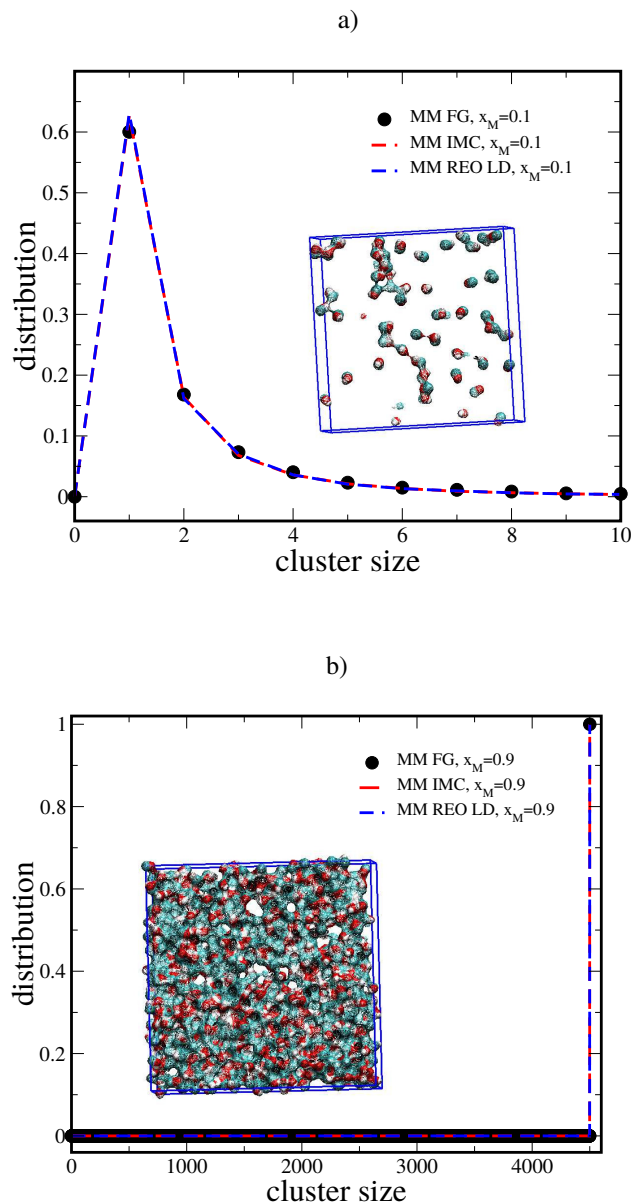 a)
MM FG, x_M=0.1
MM IMC, x_M=0.1
MM REO LD, x_M=0.1
0.6
0.5
0.4
0.3
0.2
0.1
0
distribution
0 2 4 6 8 10
cluster size
b)
MM FG, x_M=0.9
MM IMC, x_M=0.9
MM REO LD, x_M=0.9
1
0.8
0.6
0.4
0.2
0
distribution
0 1000 2000 3000 4000
cluster size